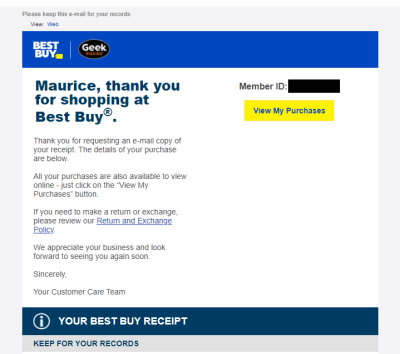 Please keep this e-mail for your records.
View: Web
BEST BUY Geek SQUAD
Maurice, thank you
for shopping at
Best Buy®.
Member ID:
View My Purchases
Thank you for requesting an e-mail copy of
your receipt. The details of your purchase
are below.
All your purchases are also available to view
online - just click on the "View My
Purchases" button.
If you need to make a return or exchange,
please review our Return and Exchange
Policy.
We appreciate your business and look
forward to seeing you again soon.
Sincerely,
Your Customer Care Team
YOUR BEST BUY RECEIPT
KEEP FOR YOUR RECORDS